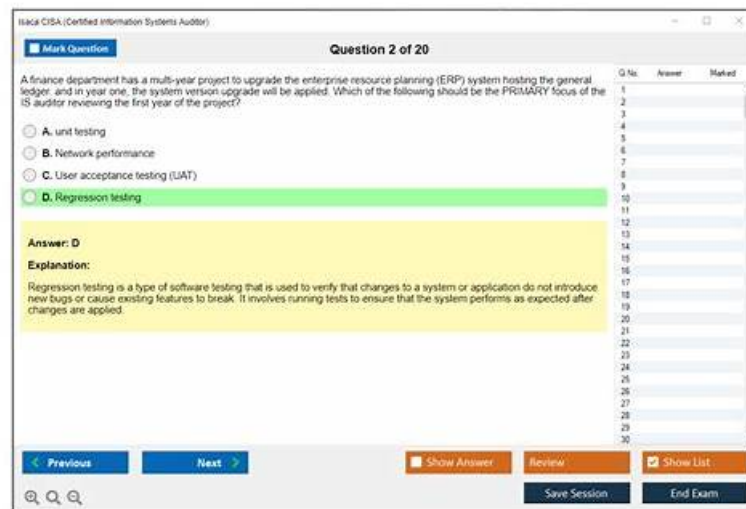 Isaca CISA (Certified Information Systems Auditor)
Mark Question
Question 2 of 20
A finance department has a multi-year project to upgrade the enterprise resource planning (ERP) system hosting the general
ledger. and in year one, the system version upgrade will be applied. Which of the following should be the PRIMARY focus of the
IS auditor reviewing the first year of the project?
A. unit testing
B. Network performance
C. User acceptance testing (UAT)
D. Regression testing
Answer: D
Explanation:
Regression testing is a type of software testing that is used to verify that changes to a system or application do not introduce
new bugs or cause existing features to break. It involves running tests to ensure that the system performs as expected after
changes are applied.
Q.No. Answer Marked
1
2
3
4
5
6
7
8
9
10
11
12
13
14
15
16
17
18
19
20
21
22
23
24
25
26
27
28
29
30
Previous
Next
Show Answer
Review
Show List
Save Session
End Exam